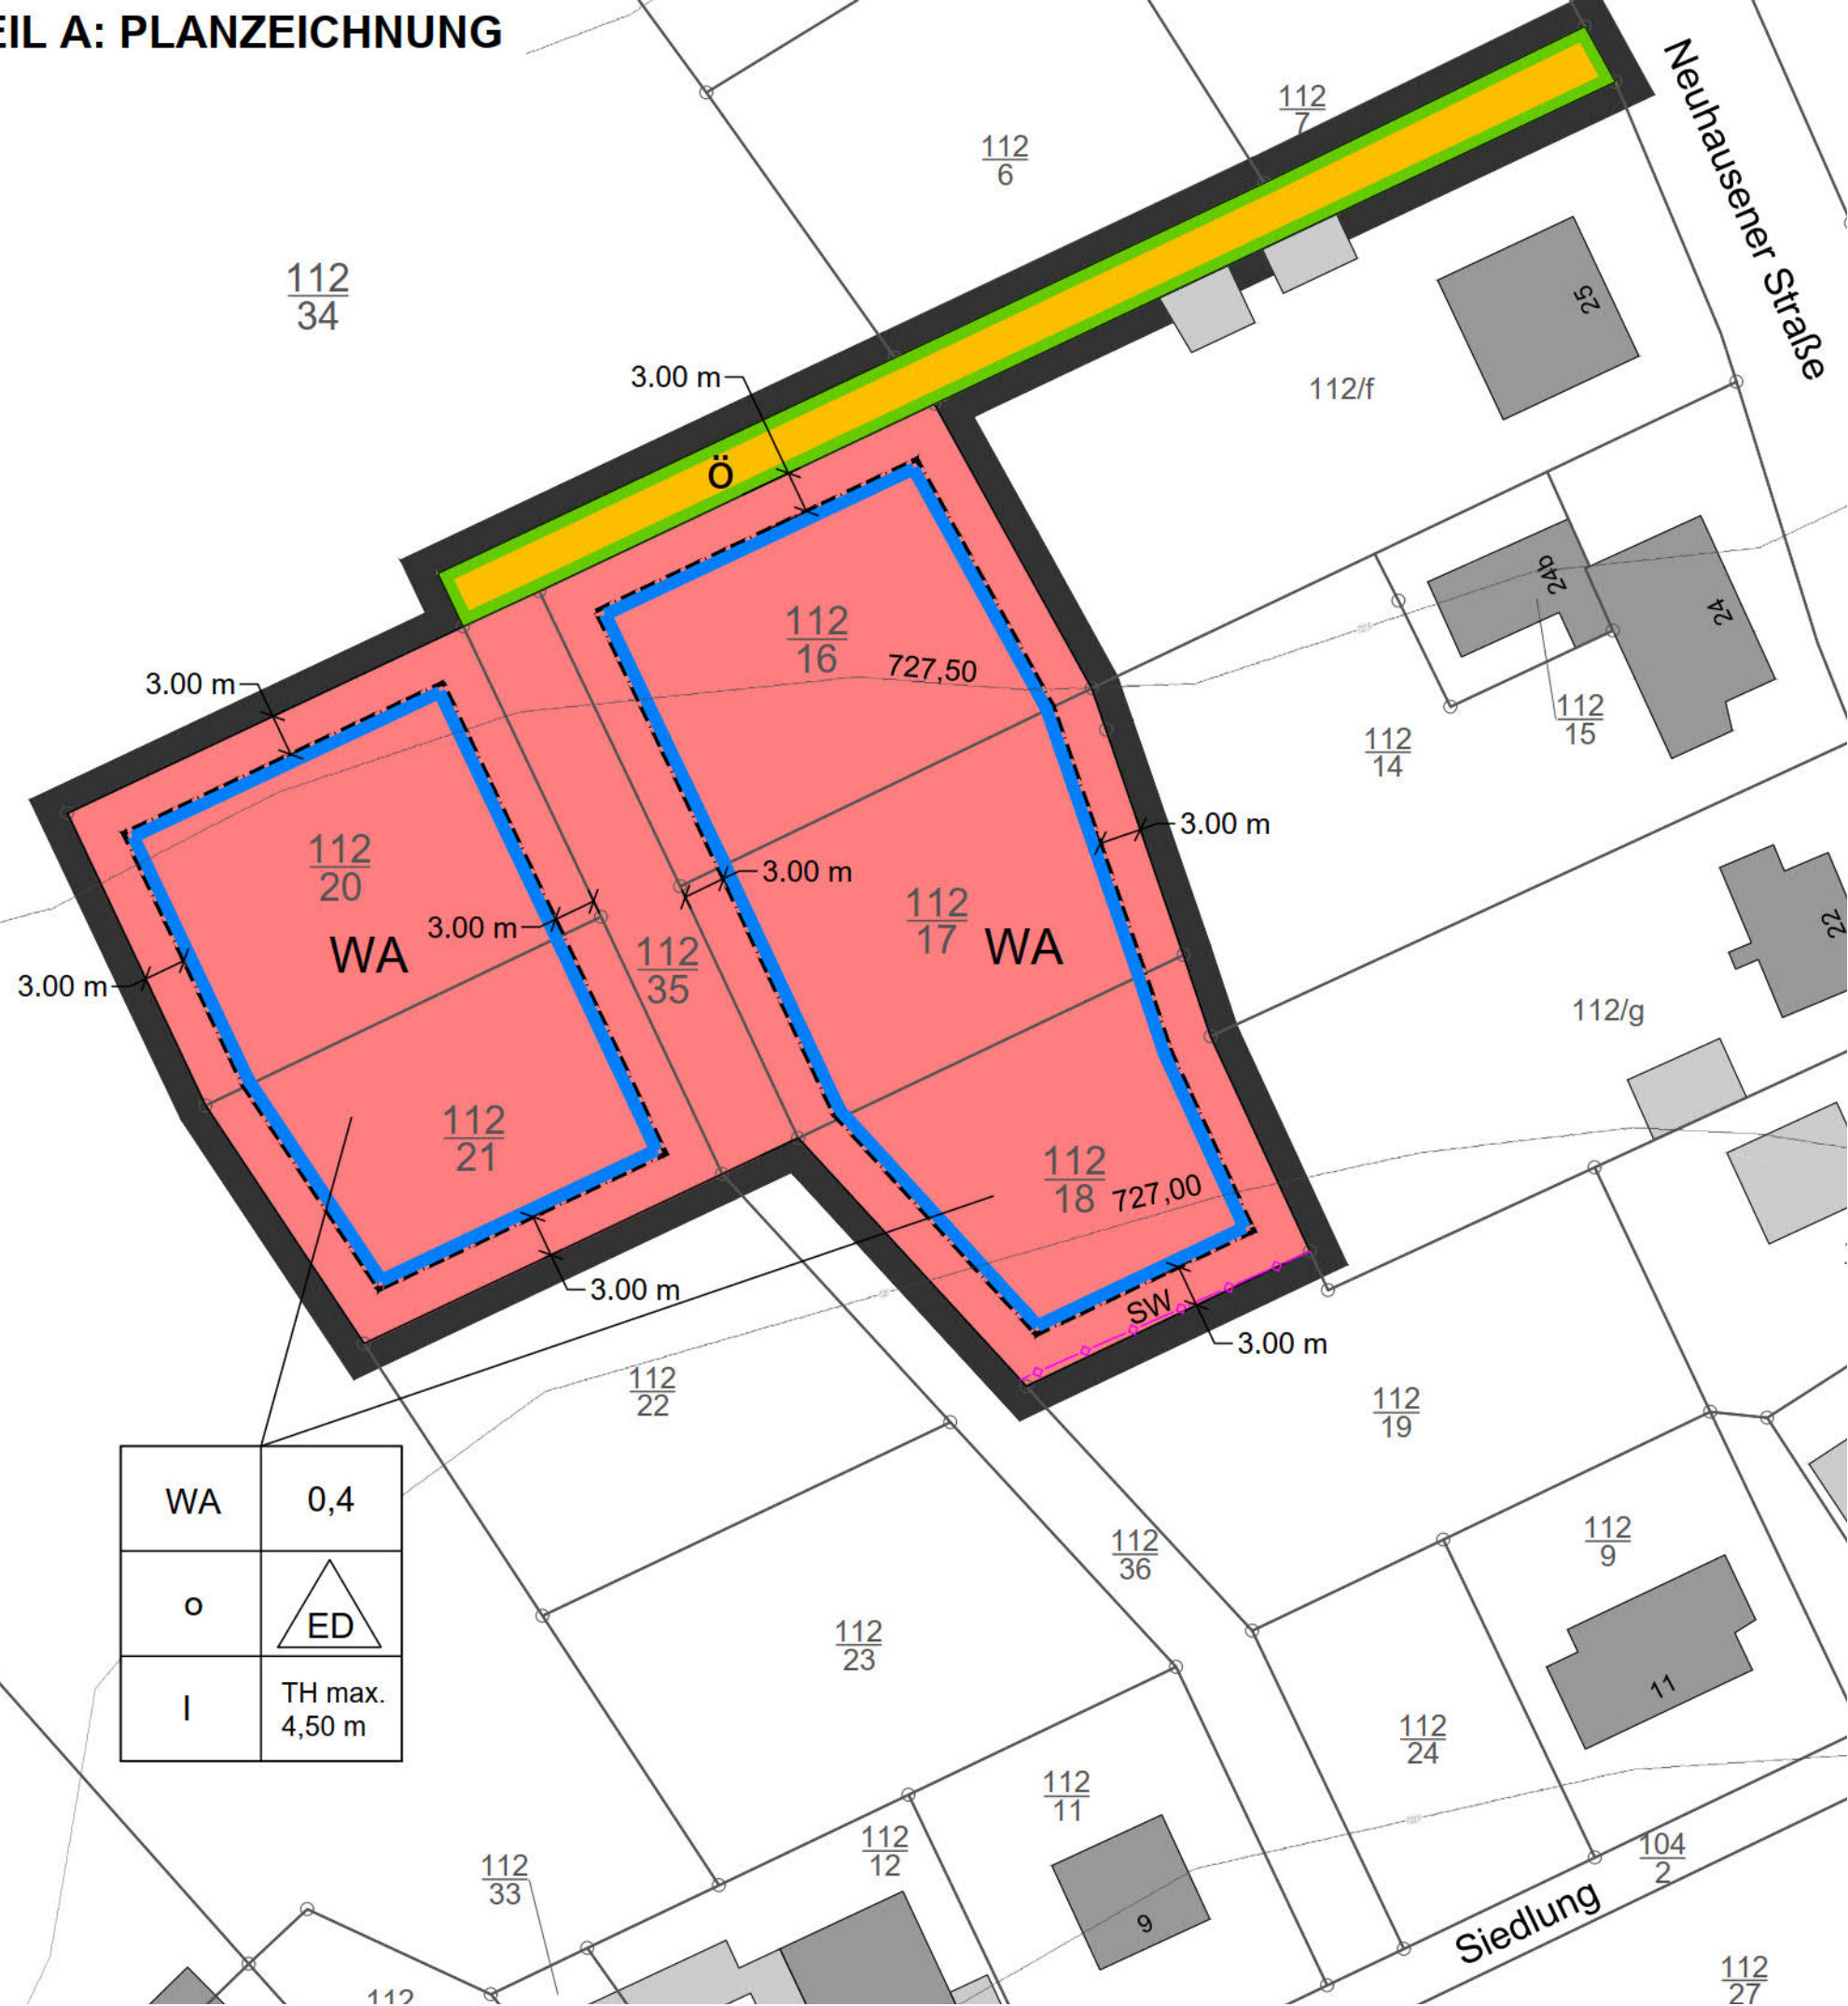 EIL A: PLANZEICHNUNG
Neuhausener Straße
112
7
112
6
112
34
25
3.00 m
112/f
Ö
24b
24
112
16
727,50
3.00 m
112
15
112
14
3.00 m
112
20
3.00 m
112
17
WA
3.00 m
WA
112
35
22
3.00 m
112/g
112
21
112
18
727,00
3.00 m
SW
3.00 m
112
22
112
19
WA
0,4
112
9
112
36
o
ED
112
23
I
TH max.
4,50 m
11
112
24
112
11
112
12
104
2
112
33
9
Siedlung
112
27
112